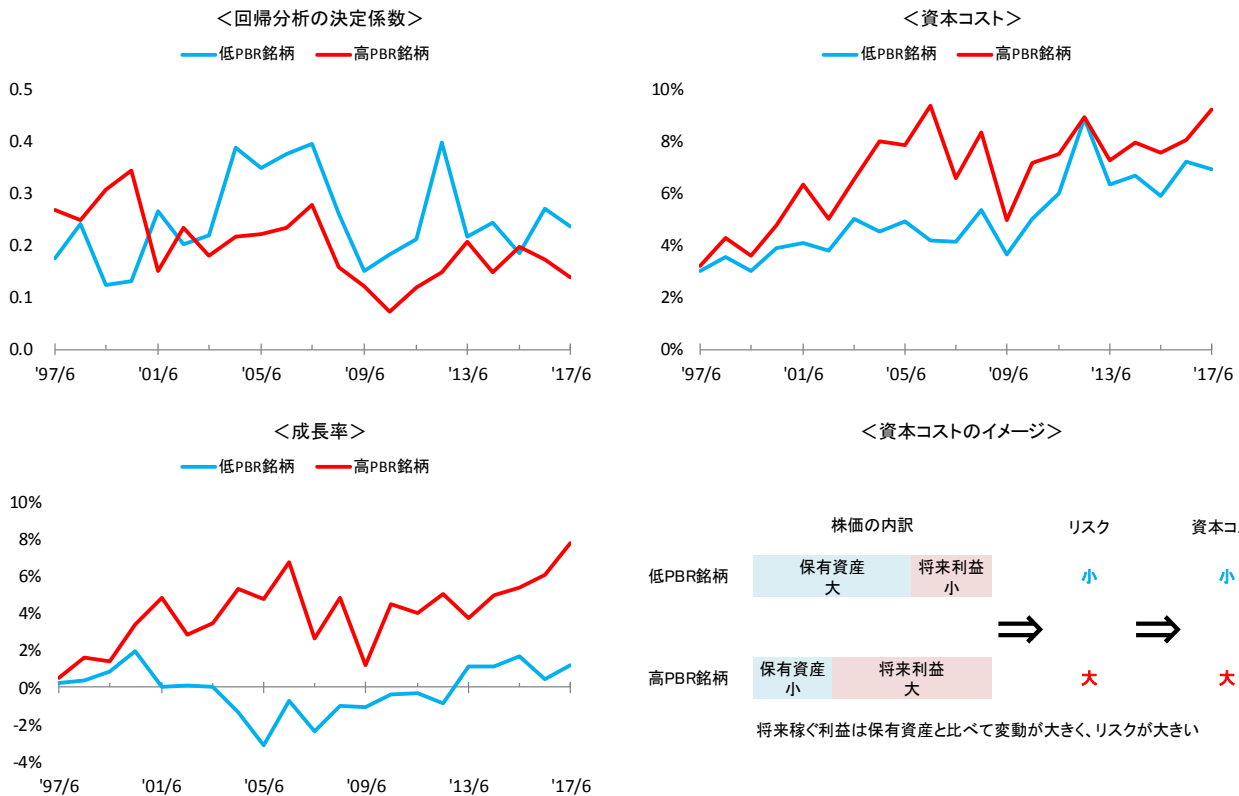 <回帰分析の決定係数>
低PBR銘柄 高PBR銘柄
0.5
0.4
0.3
0.2
0.1
0.0
'97/6 '01/6 '05/6 '09/6 '13/6 '17/6
<資本コスト>
低PBR銘柄 高PBR銘柄
10%
8%
6%
4%
2%
0%
'97/6 '01/6 '05/6 '09/6 '13/6 '17/6
<成長率>
低PBR銘柄 高PBR銘柄
10%
8%
6%
4%
2%
0%
-2%
-4%
'97/6 '01/6 '05/6 '09/6 '13/6 '17/6
<資本コストのイメージ>
株価の内訳 リスク 資本コ
低PBR銘柄 保有資産 大 将来利益 小 小 小
⇒ ⇒
高PBR銘柄 保有資産 小 将来利益 大 大 大
将来稼ぐ利益は保有資産と比べて変動が大きく、リスクが大きい